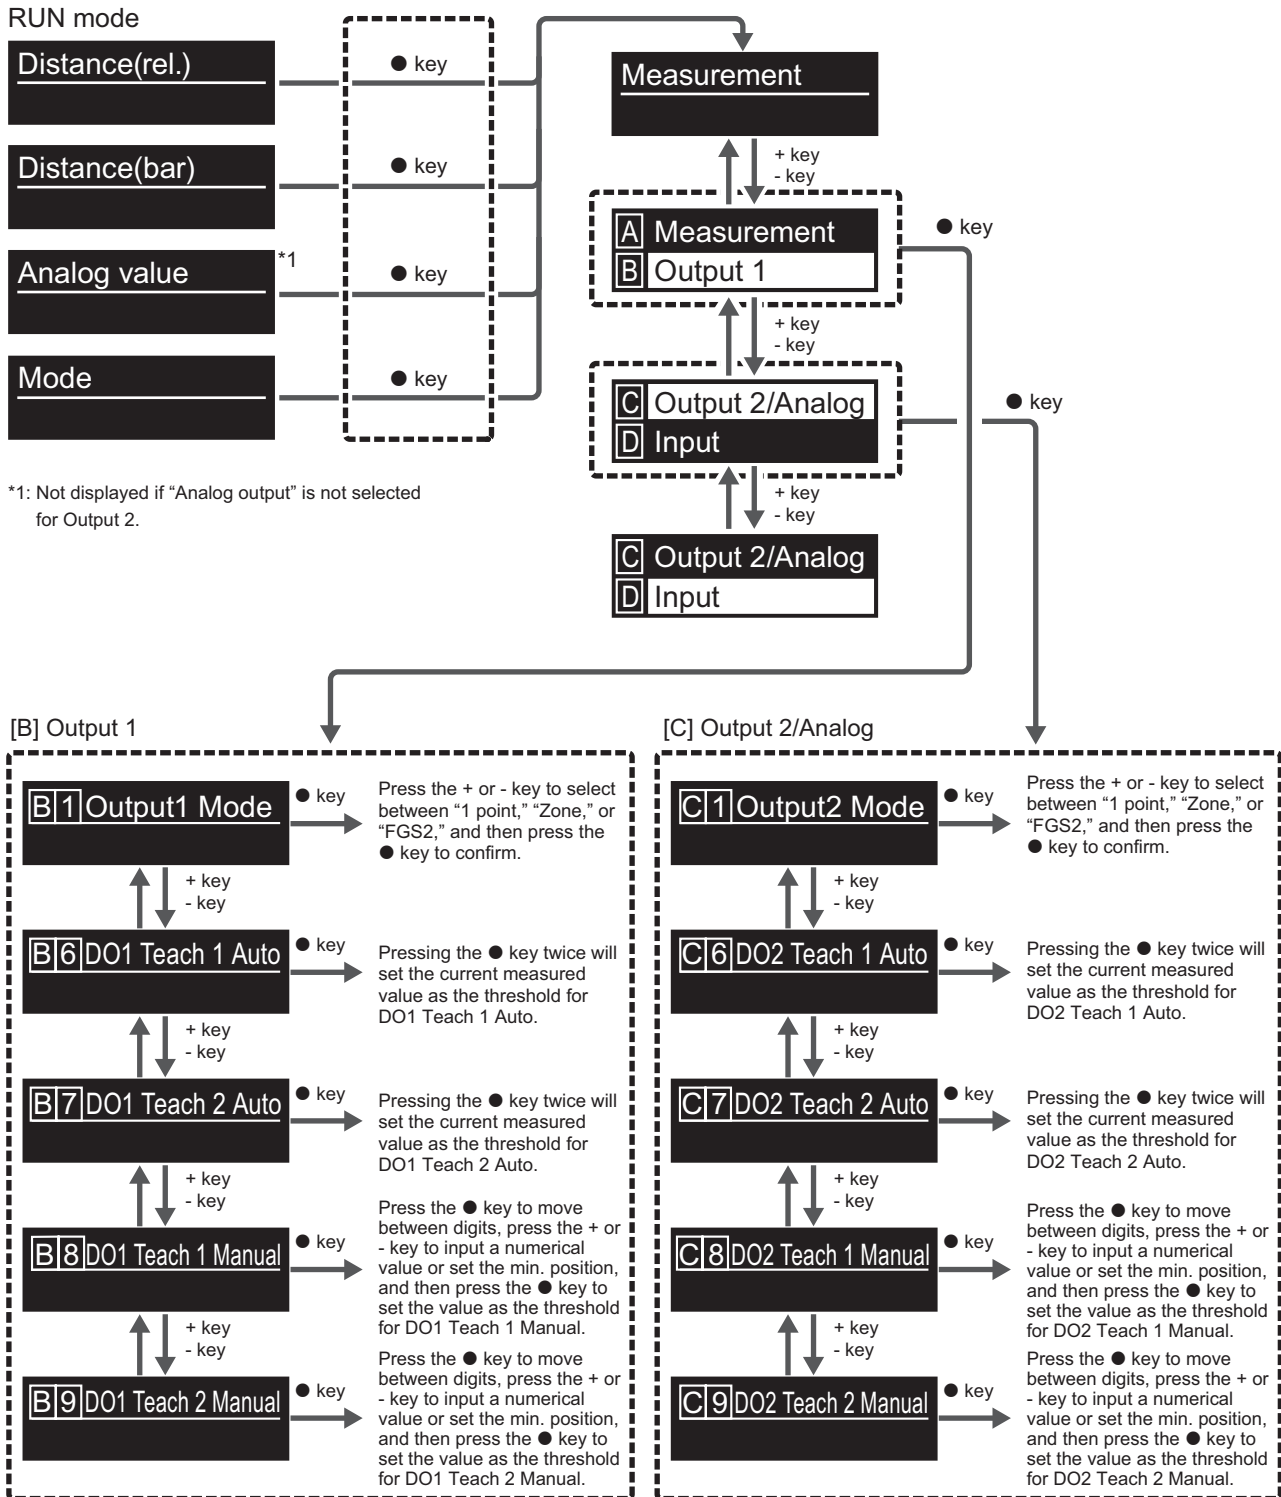 RUN mode
Distance(rel.)
● key
Distance(bar)
● key
Analog value
*1
● key
Mode
● key
*1: Not displayed if “Analog output” is not selected
for Output 2.
Measurement
+ key
- key
A Measurement
B Output 1
● key
+ key
- key
C Output 2/Analog
D Input
● key
+ key
- key
C Output 2/Analog
D Input
[B] Output 1
B 1 Output1 Mode
● key
Press the + or - key to select
between “1 point,” “Zone,” or
“FGS2,” and then press the
● key to confirm.
+ key
- key
B 6 DO1 Teach 1 Auto
● key
Pressing the ● key twice will
set the current measured
value as the threshold for
DO1 Teach 1 Auto.
+ key
- key
B 7 DO1 Teach 2 Auto
● key
Pressing the ● key twice will
set the current measured
value as the threshold for
DO1 Teach 2 Auto.
+ key
- key
B 8 DO1 Teach 1 Manual
● key
Press the ● key to move
between digits, press the + or
- key to input a numerical
value or set the min. position,
and then press the ● key to
set the value as the threshold
for DO1 Teach 1 Manual.
+ key
- key
B 9 DO1 Teach 2 Manual
● key
Press the ● key to move
between digits, press the + or
- key to input a numerical
value or set the min. position,
and then press the ● key to
set the value as the threshold
for DO1 Teach 2 Manual.
[C] Output 2/Analog
C 1 Output2 Mode
● key
Press the + or - key to select
between “1 point,” “Zone,” or
“FGS2,” and then press the
● key to confirm.
+ key
- key
C 6 DO2 Teach 1 Auto
● key
Pressing the ● key twice will
set the current measured
value as the threshold for
DO2 Teach 1 Auto.
+ key
- key
C 7 DO2 Teach 2 Auto
● key
Pressing the ● key twice will
set the current measured
value as the threshold for
DO2 Teach 2 Auto.
+ key
- key
C 8 DO2 Teach 1 Manual
● key
Press the ● key to move
between digits, press the + or
- key to input a numerical
value or set the min. position,
and then press the ● key to
set the value as the threshold
for DO2 Teach 1 Manual.
+ key
- key
C 9 DO2 Teach 2 Manual
● key
Press the ● key to move
between digits, press the + or
- key to input a numerical
value or set the min. position,
and then press the ● key to
set the value as the threshold
for DO2 Teach 2 Manual.